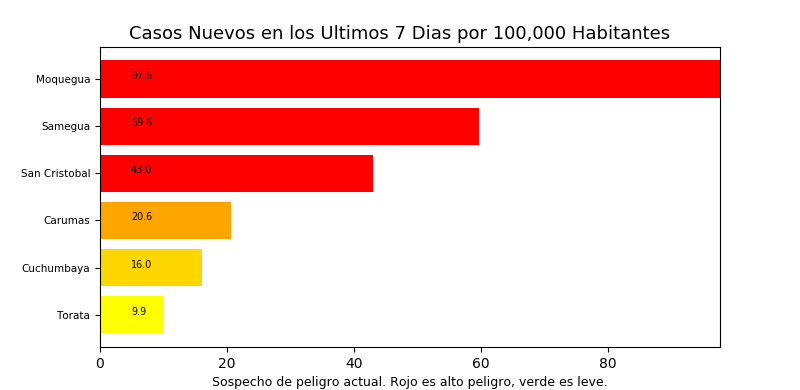 Casos Nuevos en los Ultimos 7 Dias por 100,000 Habitantes
Moquegua 97.6
Samegua 59.6
San Cristobal 43.0
Carumas 20.6
Cuchumbaya 16.0
Torata 9.9
0 20 40 60 80
Sospecho de peligro actual. Rojo es alto peligro, verde es leve.